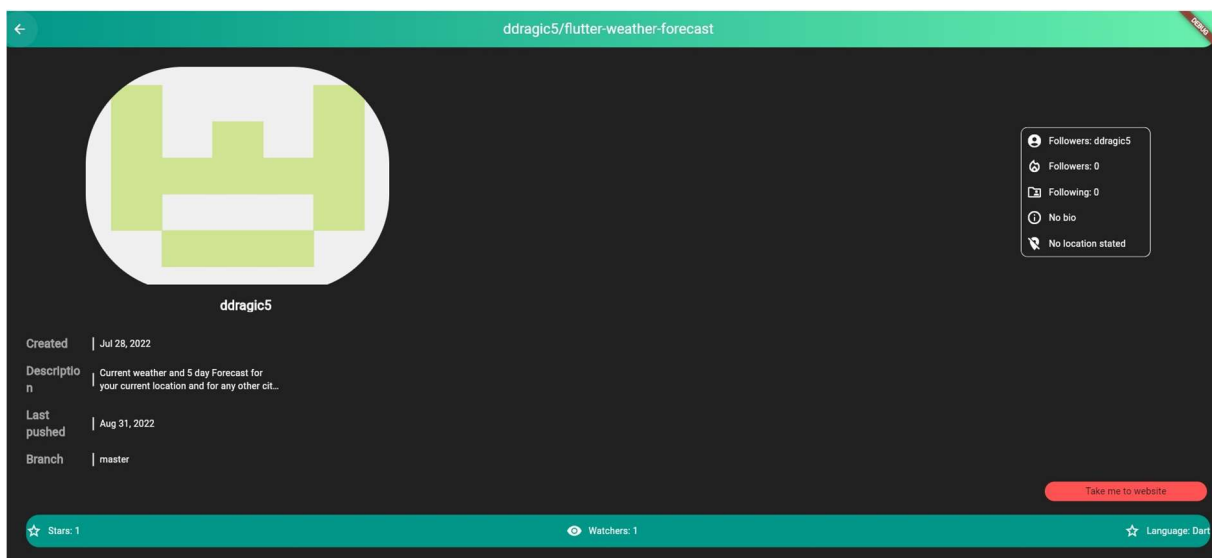 ddragic5/flutter-weather-forecast
DEBUG
Followers: ddragic5
Followers: 0
Following: 0
No bio
No location stated
ddragic5
Created
Jul 28, 2022
Descriptio
n
Current weather and 5 day Forecast for
your current location and for any other cit...
Last
pushed
Aug 31, 2022
Branch
master
Take me to website
Stars: 1
Watchers: 1
Language: Dart